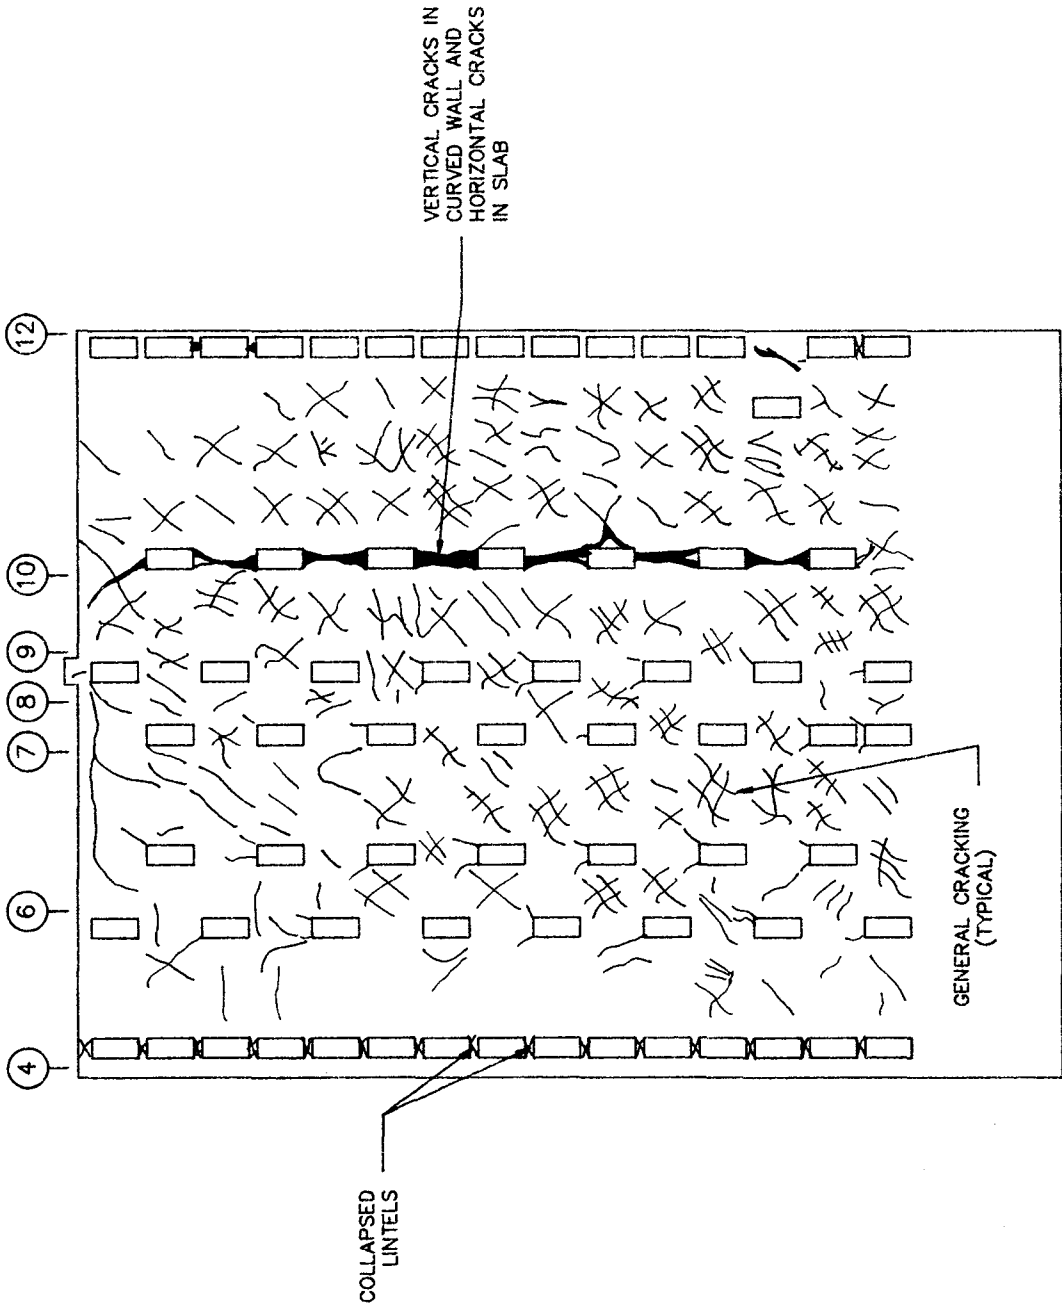 4
6
7
8
9
10
12
VERTICAL CRACKS IN
CURVED WALL AND
HORIZONTAL CRACKS
IN SLAB
COLLAPSED
LINTELS
GENERAL CRACKING
(TYPICAL)